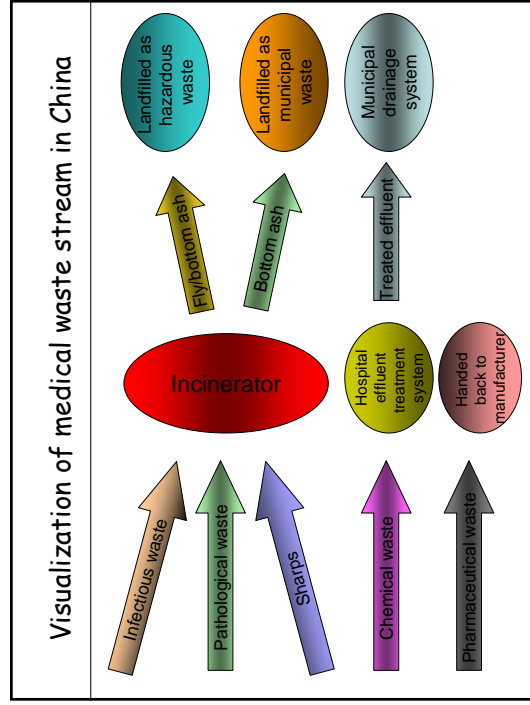 Visualization of medical waste stream in China
Infectious waste
Pathological waste
Sharps
Chemical waste
Pharmaceutical waste
Incinerator
Hospital
effluent
treatment
system
Handed
back to
manufacturer
Fly/bottom ash
Bottom ash
Treated effluent
Landfilled as
hazardous
waste
Landfilled as
municipal
waste
Municipal
drainage
system